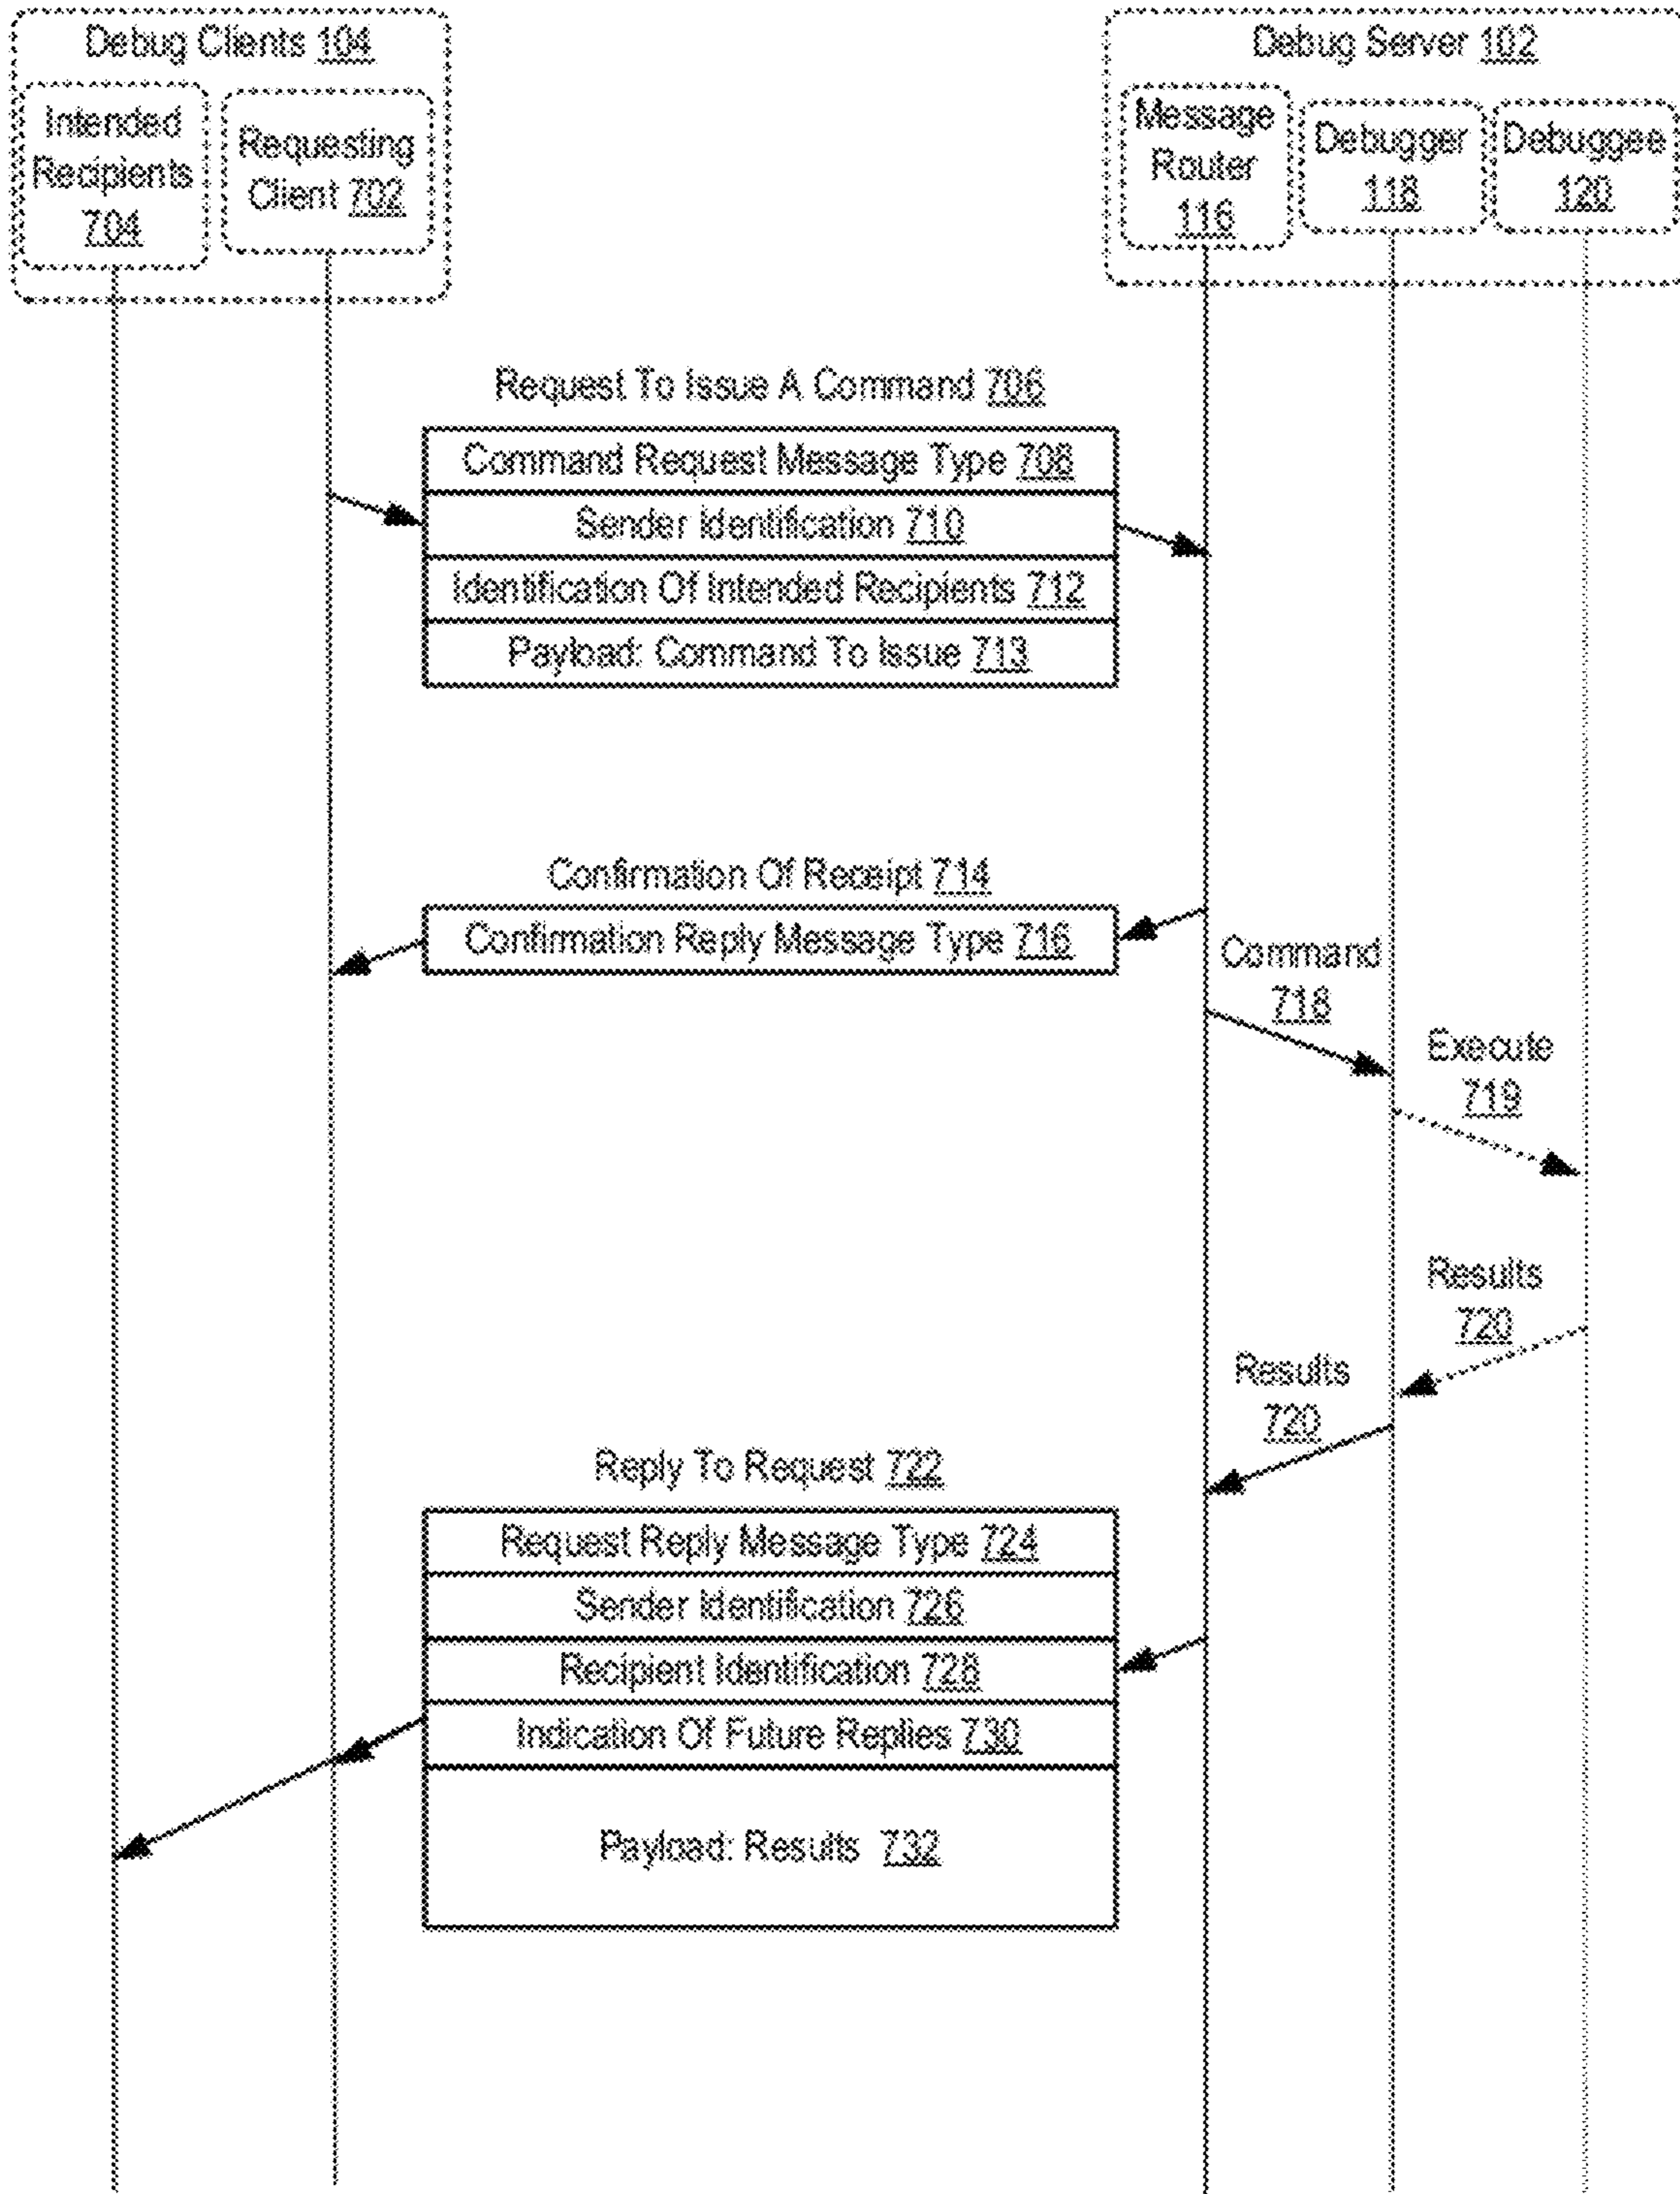 Debug Clients 104
Intended
Recipients
704
Requesting
Client 702
Debug Server 102
Message
Router
116
Debugger
118
Debuggee
120
Request To Issue A Command 706
Command Request Message Type 708
Sender Identification 710
Identification Of Intended Recipients 712
Payload: Command To Issue 713
Confirmation Of Receipt 714
Confirmation Reply Message Type 716
Command
718
Execute
719
Results
720
Results
720
Reply To Request 722
Request Reply Message Type 724
Sender Identification 726
Recipient Identification 728
Indication Of Future Replies 730
Payload: Results 732